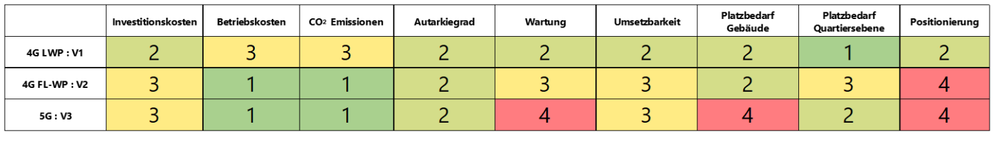 Investitionskosten Betriebskosten CO2 Emissionen Autarkiegrad Wartung Umsetzbarkeit Platzbedarf Gebäude Platzbedarf Quartiersebene Positionierung
4G LWP : V1 2 3 3 2 2 2 2 1 2
4G FL-WP : V2 3 1 1 2 3 3 2 3 4
5G : V3 3 1 1 2 4 3 4 2 4